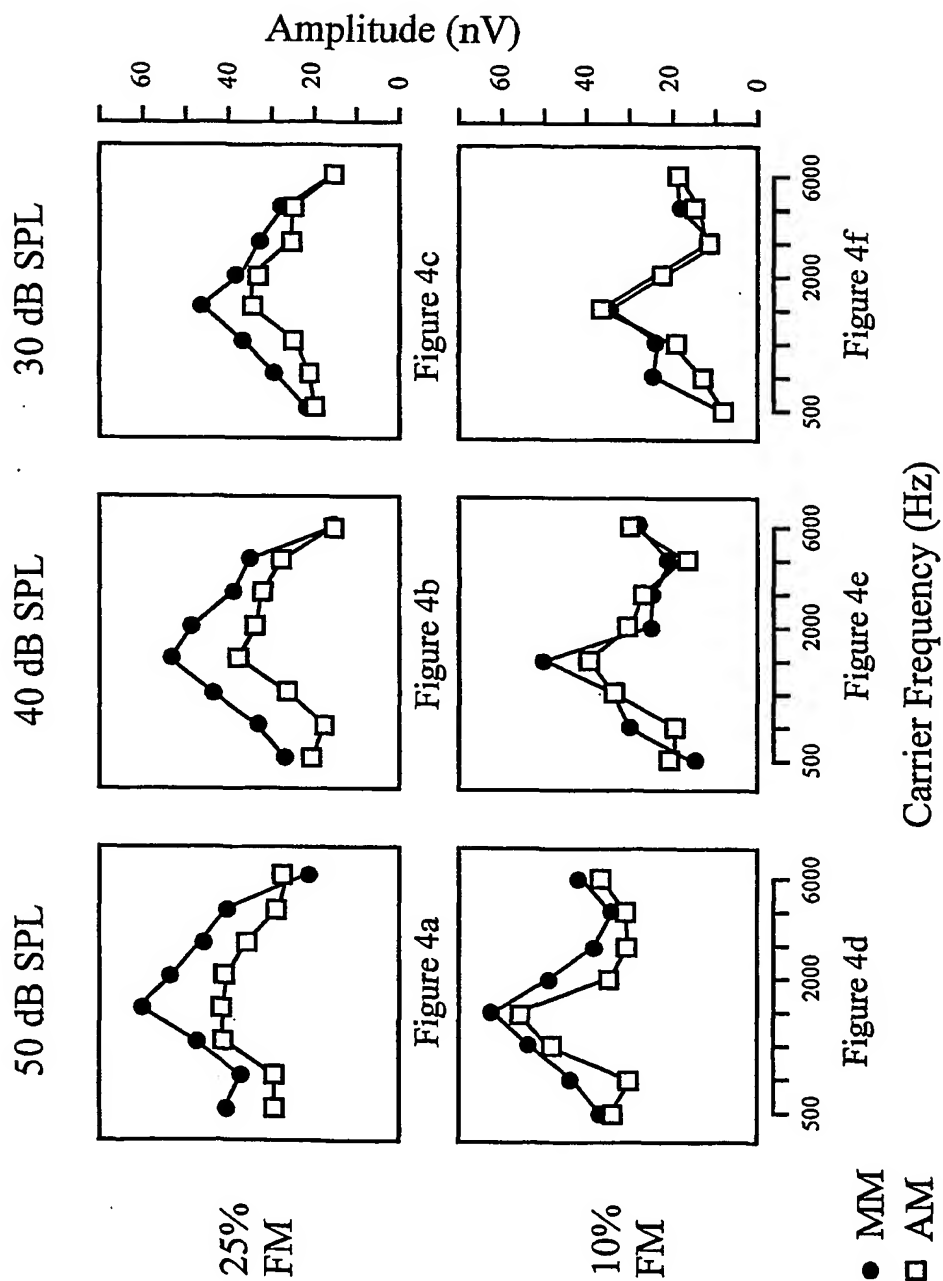 50 dB SPL
40 dB SPL
30 dB SPL
25%
FM
Figure 4a
Figure 4b
Figure 4c
60
40
20
0
Amplitude (nV)
10%
FM
60
40
20
0
500
2000
6000
500
2000
6000
500
2000
6000
Figure 4d
Figure 4e
Figure 4f
Carrier Frequency (Hz)
MM
AM